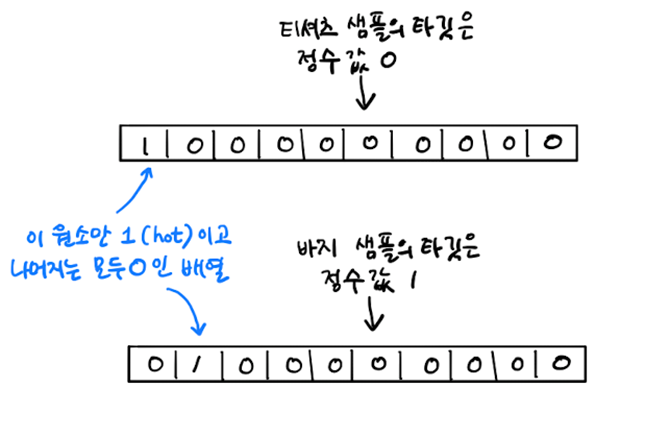 티셔츠 샘플의 타깃은
정수 값 0
1 0 0 0 0 0 0 0 0 0
이 원소만 1 (hot) 이고
나머지는 모두 0 인 배열
바지 샘플의 타깃은
정수 값 1
0 1 0 0 0 0 0 0 0 0